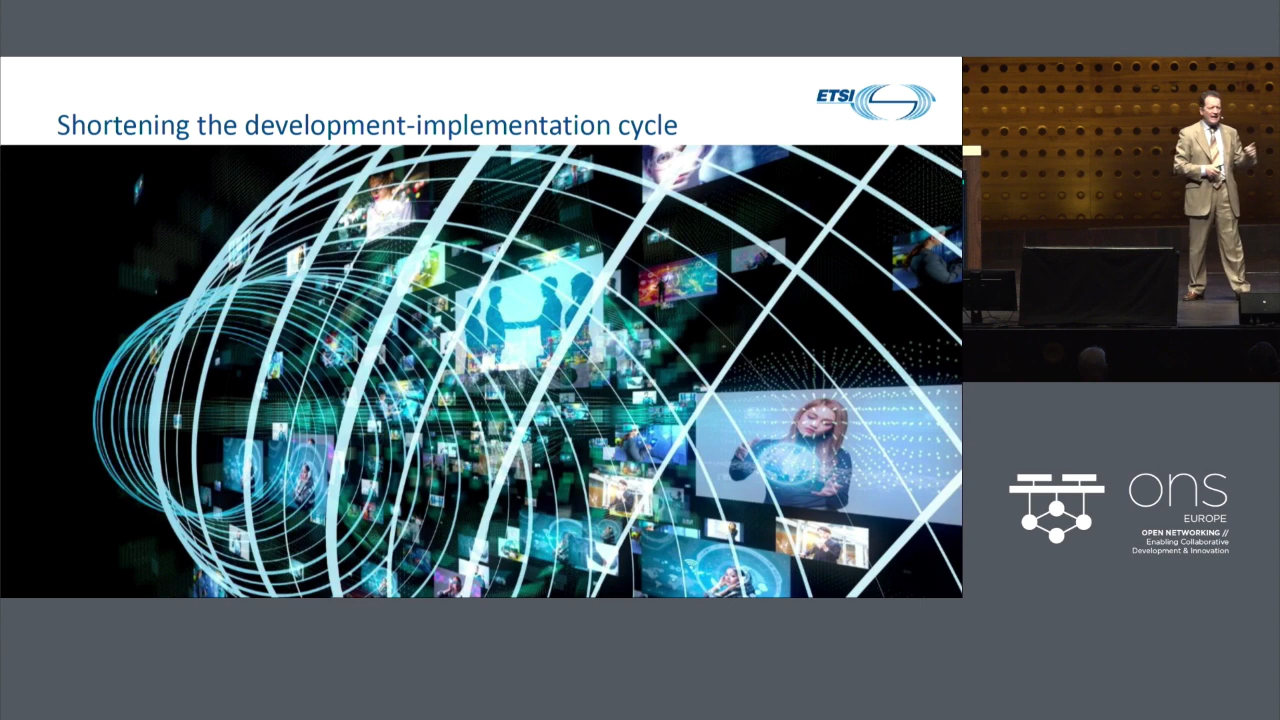 ETSI
Shortening the development-implementation cycle
ons
EUROPE
OPEN NETWORKING //
Enabling Collaborative
Development & Innovation